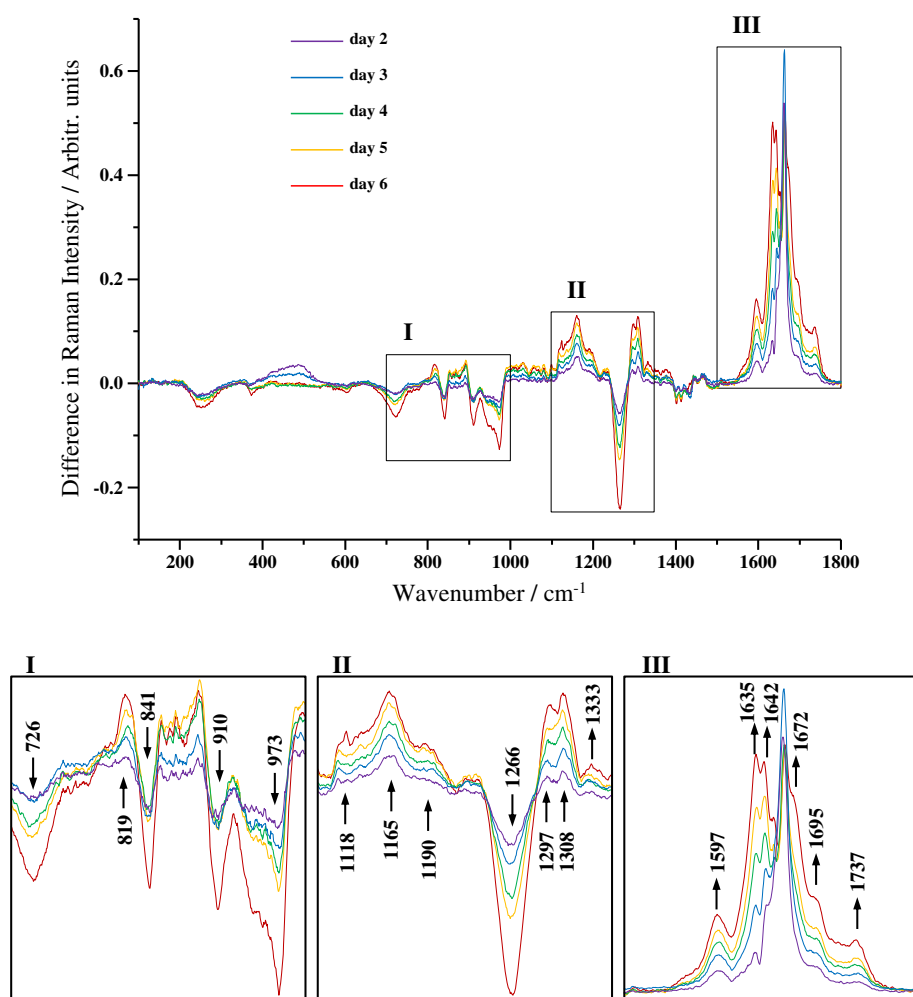 III
day 2
day 3
day 4
day 5
day 6
II
I
Difference in Raman Intensity / Arbitr. units
0.6
0.4
0.2
0.0
-0.2
200 400 600 800 1000 1200 1400 1600 1800
Wavenumber / cm-1
I
726
819
841
910
973
II
1118
1165
1190
1266
1297
1308
1333
III
1597
1635
1642
1672
1695
1737